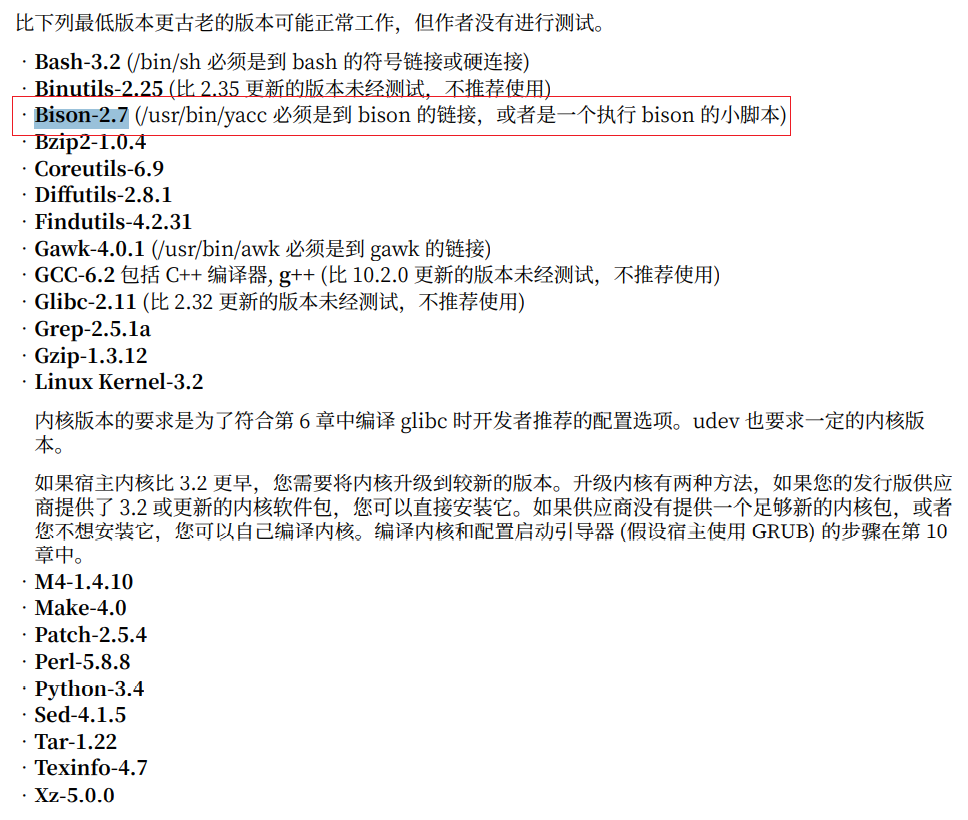 比下列最低版本更古老的版本可能正常工作，但作者没有进行测试。
· Bash-3.2 (/bin/sh 必须是到 bash 的符号链接或硬连接)
· Binutils-2.25 (比 2.35 更新的版本未经测试，不推荐使用)
· Bison-2.7 (/usr/bin/yacc 必须是到 bison 的链接，或者是一个执行 bison 的小脚本)
· Bzip2-1.0.4
· Coreutils-6.9
· Diffutils-2.8.1
· Findutils-4.2.31
· Gawk-4.0.1 (/usr/bin/awk 必须是到 gawk 的链接)
· GCC-6.2 包括 C++ 编译器, g++ (比 10.2.0 更新的版本未经测试，不推荐使用)
· Glibc-2.11 (比 2.32 更新的版本未经测试，不推荐使用)
· Grep-2.5.1a
· Gzip-1.3.12
· Linux Kernel-3.2
内核版本的要求是为了符合第 6 章中编译 glibc 时开发者推荐的配置选项。udev 也要求一定的内核版
本。
如果宿主内核比 3.2 更早，您需要将内核升级到较新的版本。升级内核有两种方法，如果您的发行版供应
商提供了 3.2 或更新的内核软件包，您可以直接安装它。如果供应商没有提供一个足够新的内核包，或者
您不想安装它，您可以自己编译内核。编译内核和配置启动引导器 (假设宿主使用 GRUB) 的步骤在第 10
章中。
· M4-1.4.10
· Make-4.0
· Patch-2.5.4
· Perl-5.8.8
· Python-3.4
· Sed-4.1.5
· Tar-1.22
· Texinfo-4.7
· Xz-5.0.0